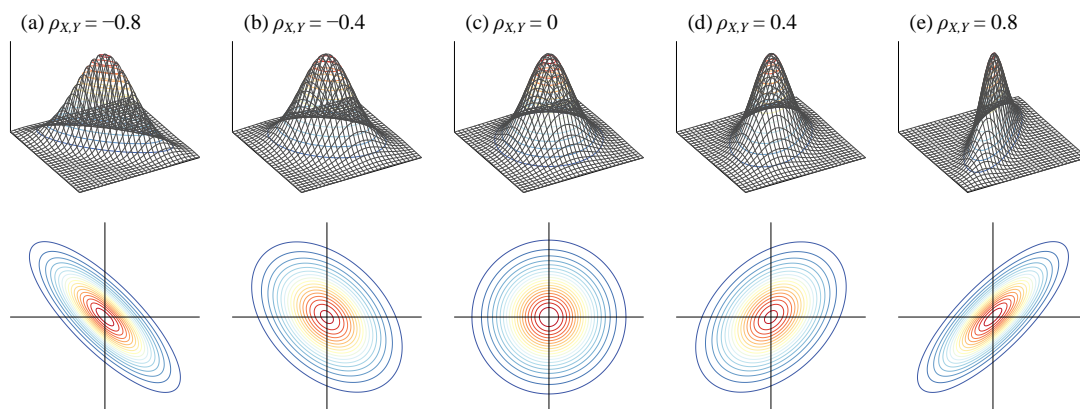 (a) ρX,Y = −0.8
(b) ρX,Y = −0.4
(c) ρX,Y = 0
(d) ρX,Y = 0.4
(e) ρX,Y = 0.8